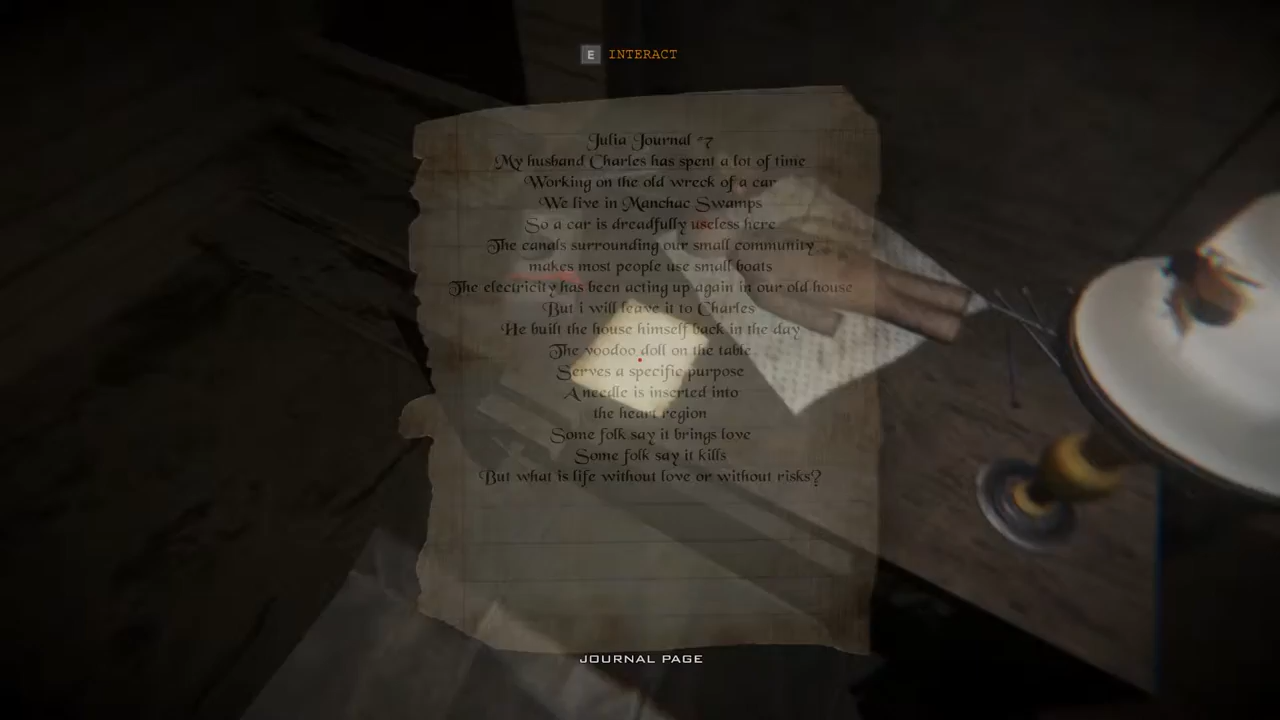 E INTERACT
Julia Journal #7
My husband Charles has spent a lot of time
Working on the old wreck of a car
We live in Manchac Swamps
So a car is dreadfully useless here
The canals surrounding our small community
makes most people use small boats
The electricity has been acting up again in our old house
But i will leave it to Charles
He built the house himself back in the day
The voodoo doll on the table
Serves a specific purpose
A needle is inserted into
the heart region
Some folk say it brings love
Some folk say it kills
But what is life without love or without risks?
JOURNAL PAGE